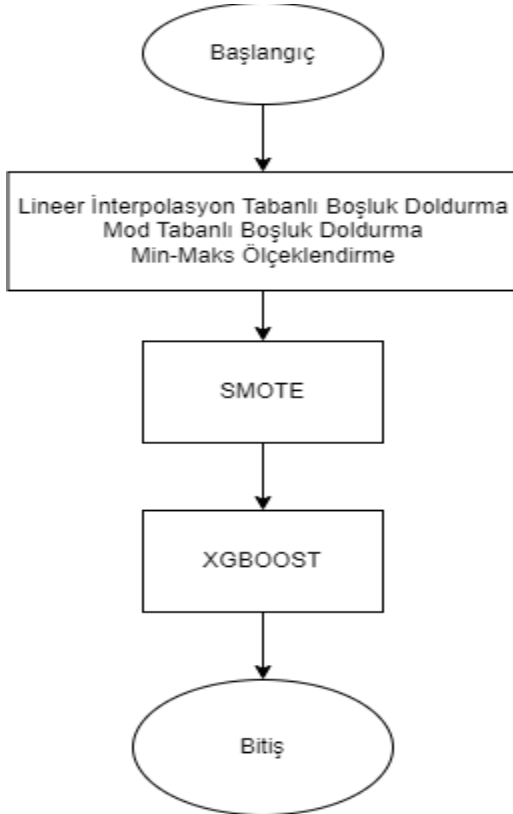 Başlangıç
Lineer İnterpolasyon Tabanlı Boşluk Doldurma
Mod Tabanlı Boşluk Doldurma
Min-Maks Ölçeklendirme
SMOTE
XGBOOST
Bitiş